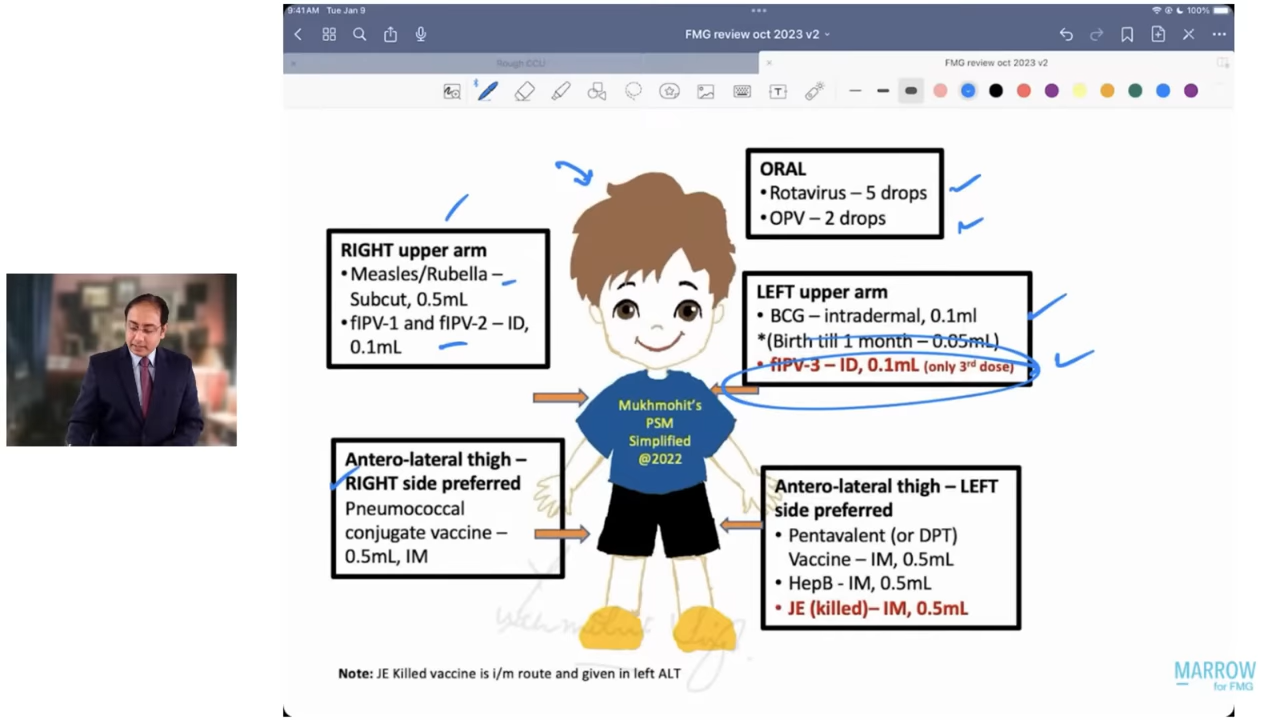 9:41 AM Tue Jan 9
100%
FMG review oct 2023 v2
Rough CCU
FMG review oct 2023 v2
ORAL
•Rotavirus – 5 drops
•OPV – 2 drops
RIGHT upper arm
•Measles/Rubella –
Subcut, 0.5mL
•fIPV-1 and fIPV-2 – ID,
0.1mL
LEFT upper arm
• BCG – intradermal, 0.1ml
*(Birth till 1 month – 0.05mL)
• fIPV-3 – ID, 0.1mL (only 3rd dose)
Mukhmohit's
PSM
Simplified
@2022
Antero-lateral thigh –
RIGHT side preferred
Pneumococcal
conjugate vaccine –
0.5mL, IM
Antero-lateral thigh – LEFT
side preferred
• Pentavalent (or DPT)
Vaccine – IM, 0.5mL
• HepB - IM, 0.5mL
• JE (killed)– IM, 0.5mL
Note: JE Killed vaccine is i/m route and given in left ALT
MARROW
for FMG